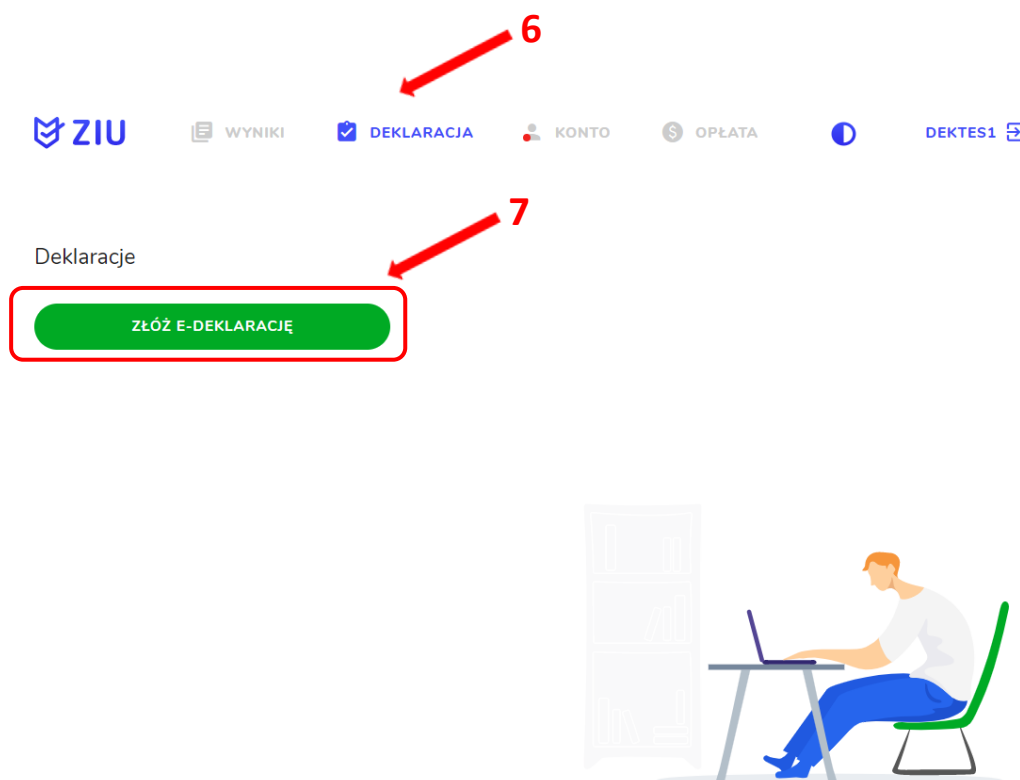 6
ZIU WYNIKI DEKLARACJA KONTO $ OPŁATA DEKTES1
7
Deklaracje
ZŁÓŻ E-DEKLARACJĘ